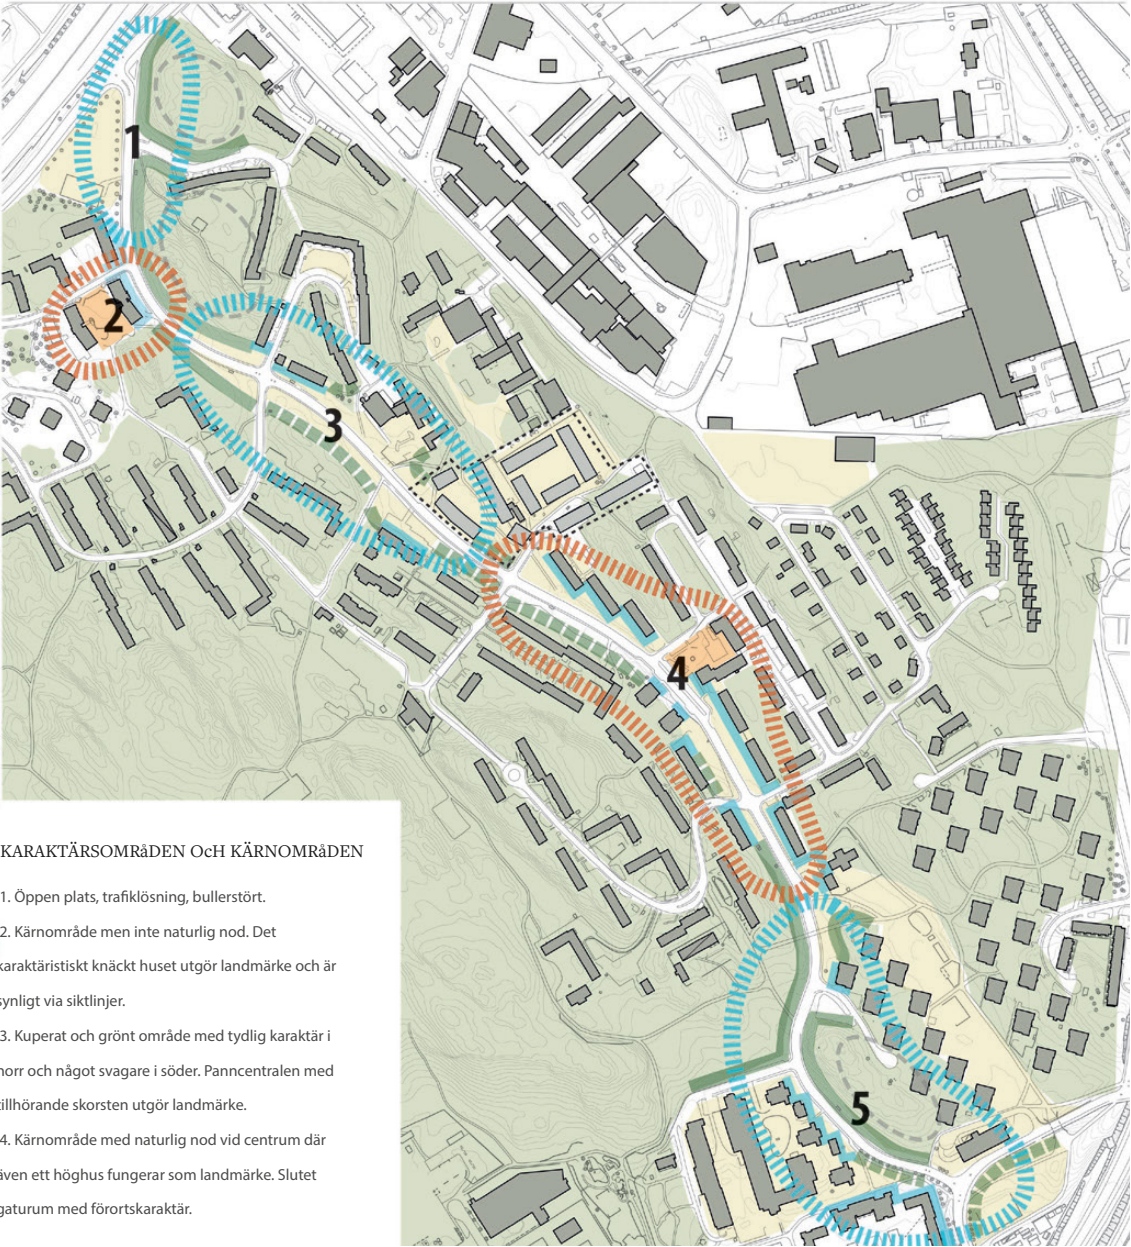 1
2
3
4
5
KARAKTÄRSOMRåDEN OcH KÄRNOMRåDEN
1. Öppen plats, trafiklösning, bullerstört.
2. Kärnområde men inte naturlig nod. Det
karaktäristiskt knäckt huset utgör landmärke och är
synligt via siktlinjer.
3. Kuperat och grönt område med tydlig karaktär i
norr och något svagare i söder. Panncentralen med
tillhörande skorsten utgör landmärke.
4. Kärnområde med naturlig nod vid centrum där
även ett höghus fungerar som landmärke. Slutet
gaturum med förortskaraktär.